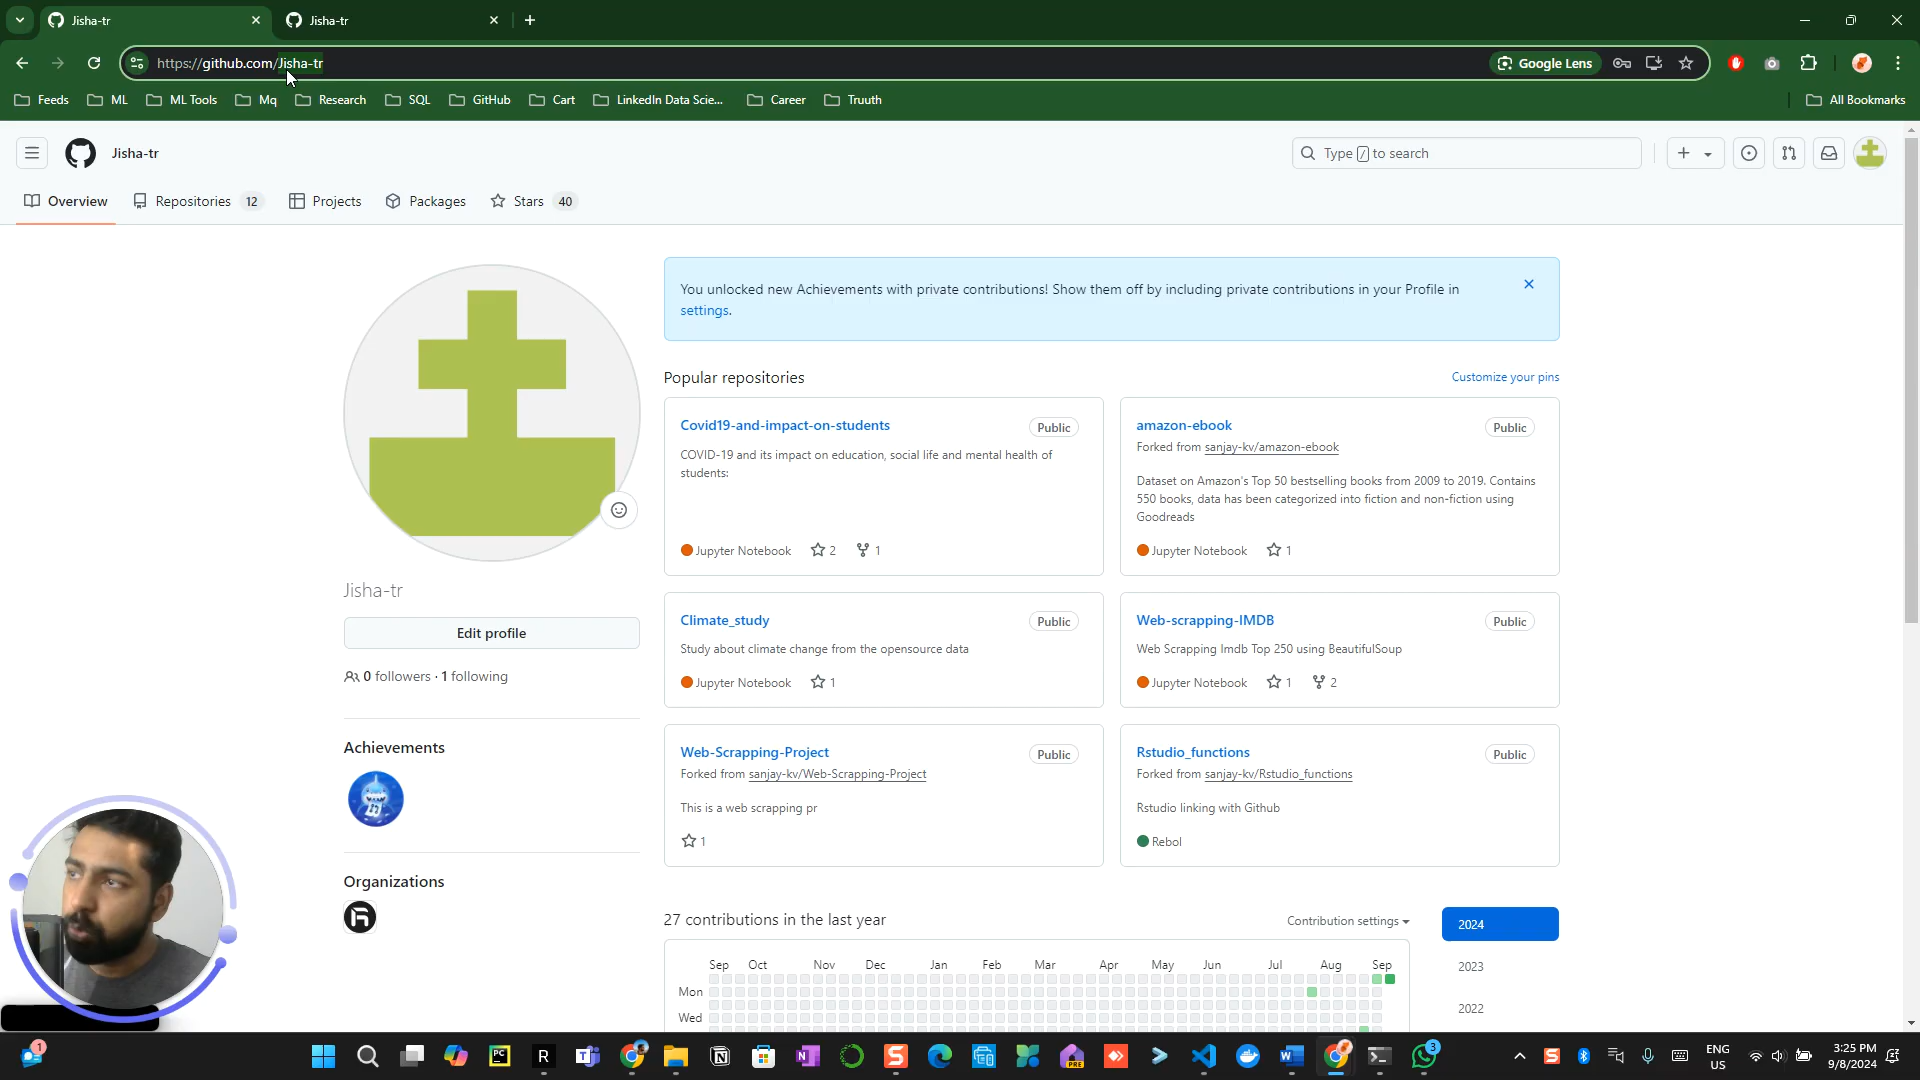 Jisha-tr
Jisha-tr
https://github.com/Jisha-tr
Google Lens
Feeds
ML
ML Tools
Mq
Research
SQL
GitHub
Cart
LinkedIn Data Scie...
Career
Truuth
All Bookmarks
Jisha-tr
Type / to search
Overview
Repositories 12
Projects
Packages
Stars 40
You unlocked new Achievements with private contributions! Show them off by including private contributions in your Profile in
settings.
Popular repositories
Customize your pins
Covid19-and-impact-on-students
Public
COVID-19 and its impact on education, social life and mental health of
students:
Jupyter Notebook 2 1
amazon-ebook
Public
Forked from sanjay-kv/amazon-ebook
Dataset on Amazon's Top 50 bestselling books from 2009 to 2019. Contains
550 books, data has been categorized into fiction and non-fiction using
Goodreads
Jupyter Notebook 1
Jisha-tr
Edit profile
0 followers · 1 following
Achievements
Organizations
Climate_study
Public
Study about climate change from the opensource data
Jupyter Notebook 1
Web-scrapping-IMDB
Public
Web Scrapping Imdb Top 250 using BeautifulSoup
Jupyter Notebook 1 2
Web-Scrapping-Project
Public
Forked from sanjay-kv/Web-Scrapping-Project
This is a web scrapping pr
1
Rstudio_functions
Public
Forked from sanjay-kv/Rstudio_functions
Rstudio linking with Github
Rebol
27 contributions in the last year
Contribution settings
2024
2023
2022
Sep Oct Nov Dec Jan Feb Mar Apr May Jun Jul Aug Sep
Mon
Wed
1
PC
R
PRE
3
ENG
US
3:25 PM
9/8/2024